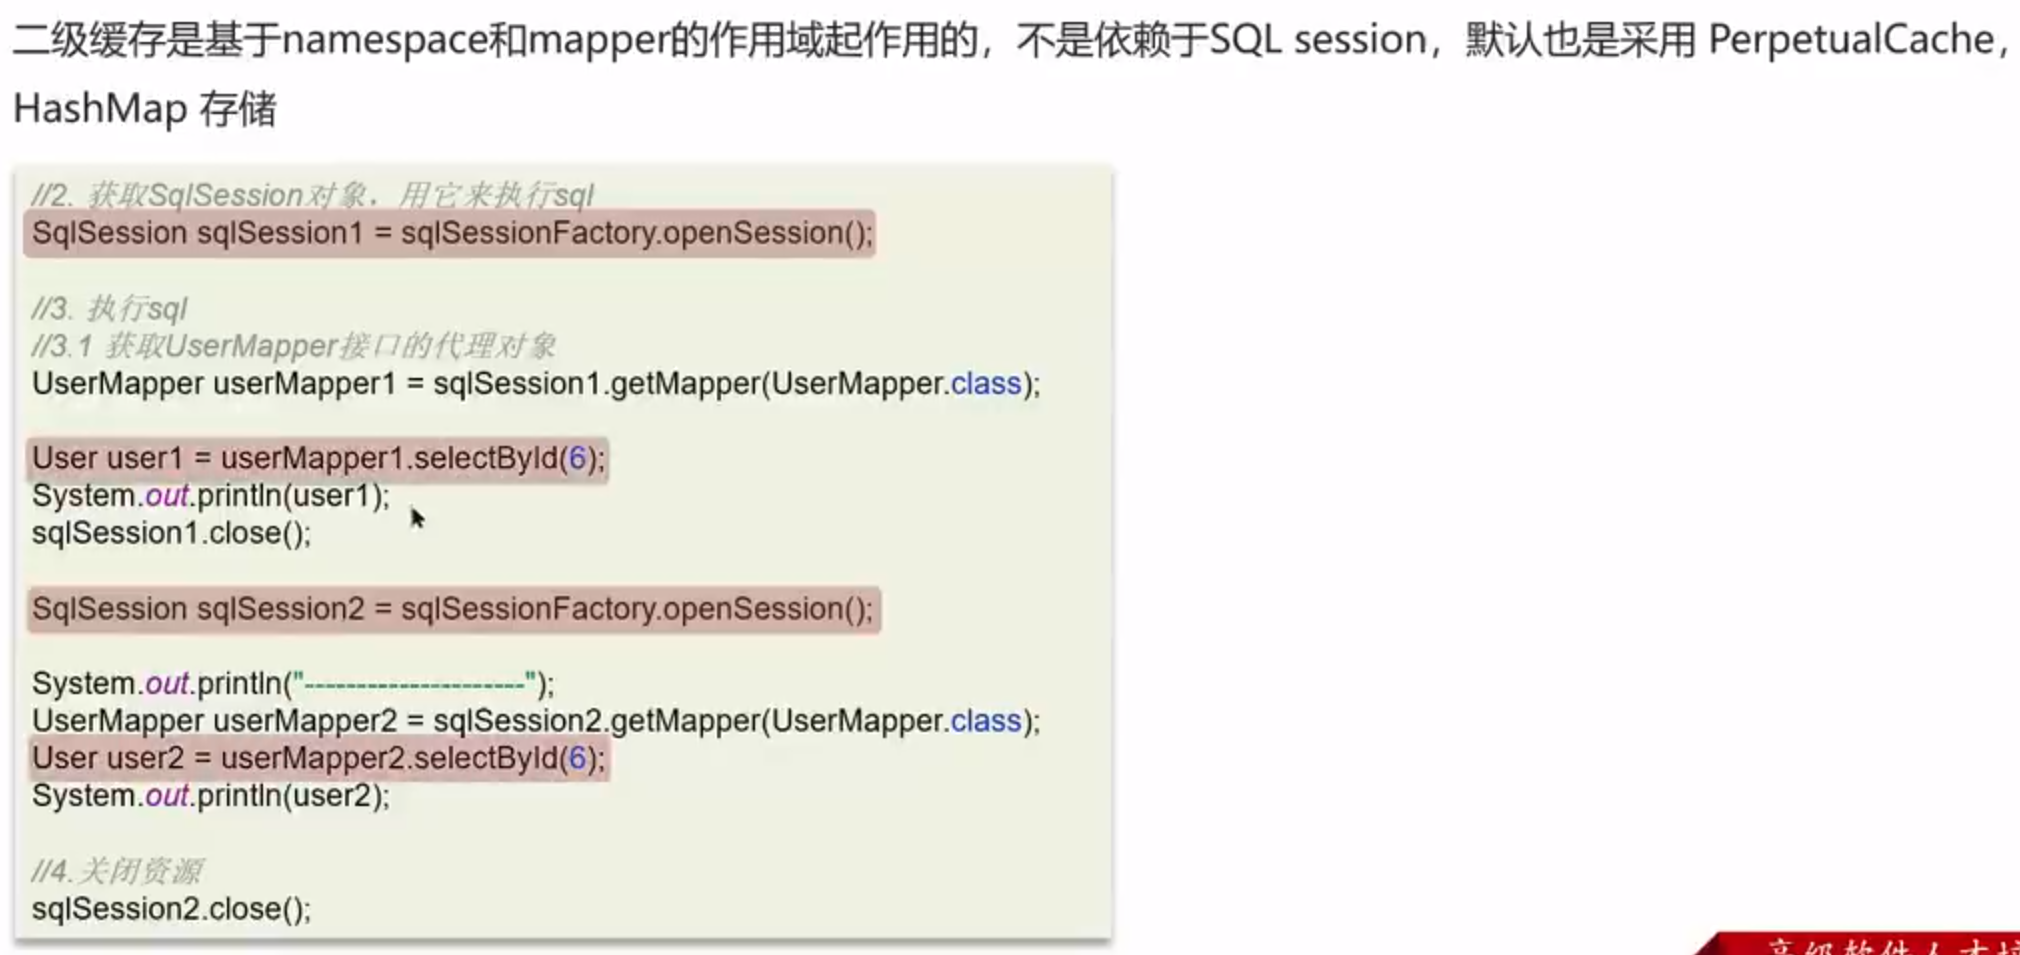 二级缓存是基于namespace和mapper的作用域起作用的，不是依赖于SQL session，默认也是采用 PerpetualCache，
HashMap 存储
//2. 获取SqlSession对象，用它来执行sql
SqlSession sqlSession1 = sqlSessionFactory.openSession();
//3. 执行sql
//3.1 获取UserMapper接口的代理对象
UserMapper userMapper1 = sqlSession1.getMapper(UserMapper.class);
User user1 = userMapper1.selectById(6);
System.out.println(user1);
sqlSession1.close();
SqlSession sqlSession2 = sqlSessionFactory.openSession();
System.out.println("----------------------");
UserMapper userMapper2 = sqlSession2.getMapper(UserMapper.class);
User user2 = userMapper2.selectById(6);
System.out.println(user2);
//4.关闭资源
sqlSession2.close();
高级软件人才